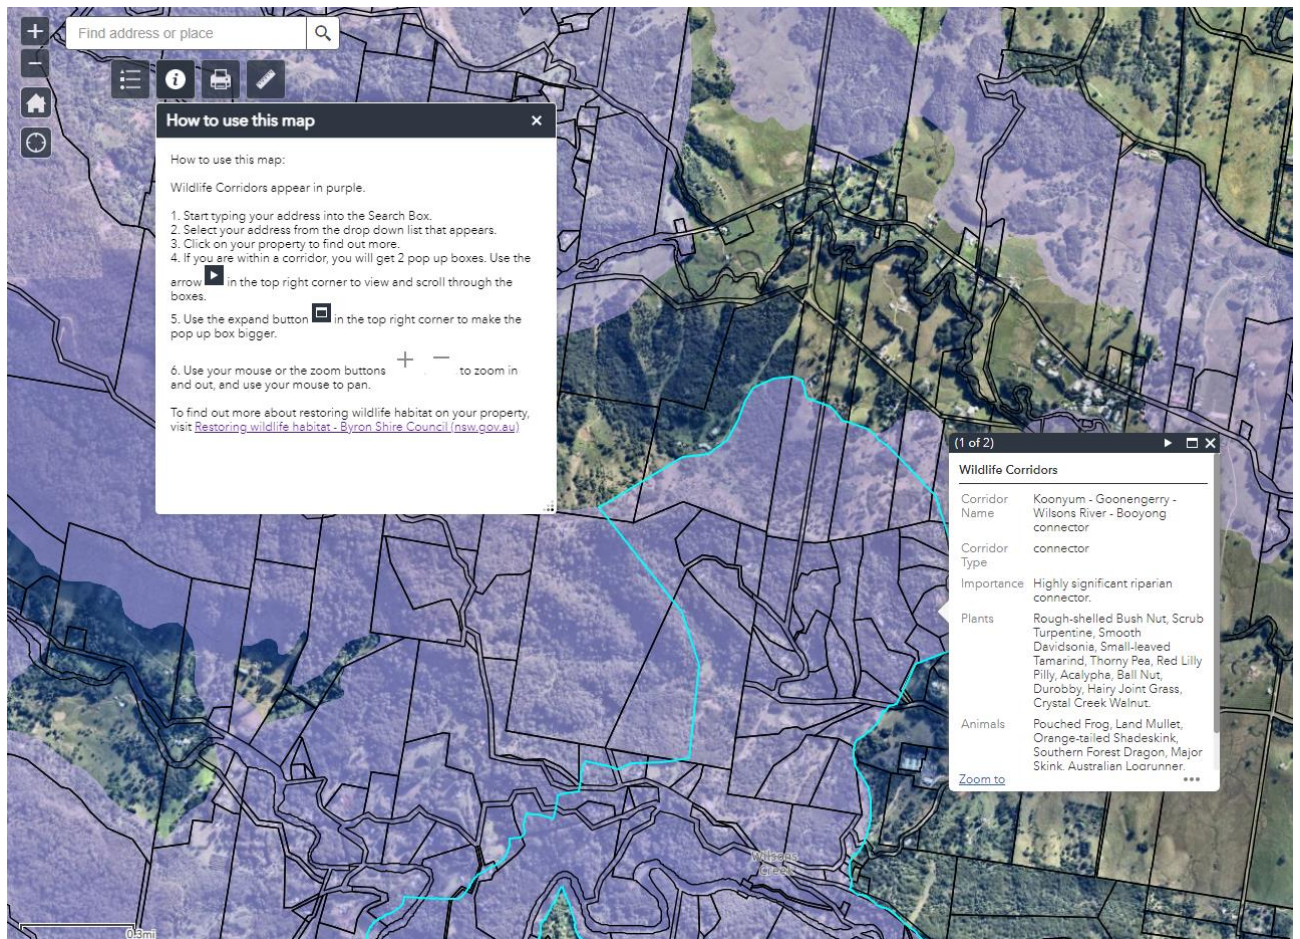 Find address or place
How to use this map
How to use this map:
Wildlife Corridors appear in purple.
1. Start typing your address into the Search Box.
2. Select your address from the drop down list that appears.
3. Click on your property to find out more.
4. If you are within a corridor, you will get 2 pop up boxes. Use the
arrow in the top right corner to view and scroll through the
boxes.
5. Use the expand button in the top right corner to make the
pop up box bigger.
6. Use your mouse or the zoom buttons to zoom in
and out, and use your mouse to pan.
To find out more about restoring wildlife habitat on your property,
visit Restoring wildlife habitat - Byron Shire Council (nsw.gov.au)
(1 of 2)
Wildlife Corridors
Corridor Name
Koonyum - Goonengerry -
Wilsons River - Booyong
connector
Corridor Type
connector
Importance
Highly significant riparian
connector.
Plants
Rough-shelled Bush Nut, Scrub
Turpentine, Smooth
Davidsonia, Small-leaved
Tamarind, Thorny Pea, Red Lilly
Pilly, Acalypha, Ball Nut,
Durobby, Hairy Joint Grass,
Crystal Creek Walnut.
Animals
Pouched Frog, Land Mullet,
Orange-tailed Shadeskink,
Southern Forest Dragon, Major
Skink, Australian Logrunner,
Zoom to
Wilsons
Creek
0.3mi